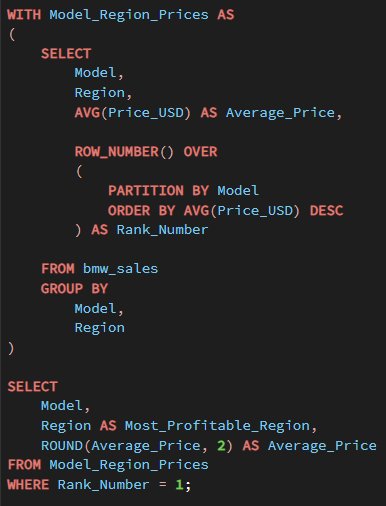 WITH Model_Region_Prices AS
(
    SELECT
        Model,
        Region,
        AVG(Price_USD) AS Average_Price,

        ROW_NUMBER() OVER
        (
            PARTITION BY Model
            ORDER BY AVG(Price_USD) DESC
        ) AS Rank_Number

    FROM bmw_sales
    GROUP BY
        Model,
        Region
)

SELECT
    Model,
    Region AS Most_Profitable_Region,
    ROUND(Average_Price, 2) AS Average_Price
FROM Model_Region_Prices
WHERE Rank_Number = 1;